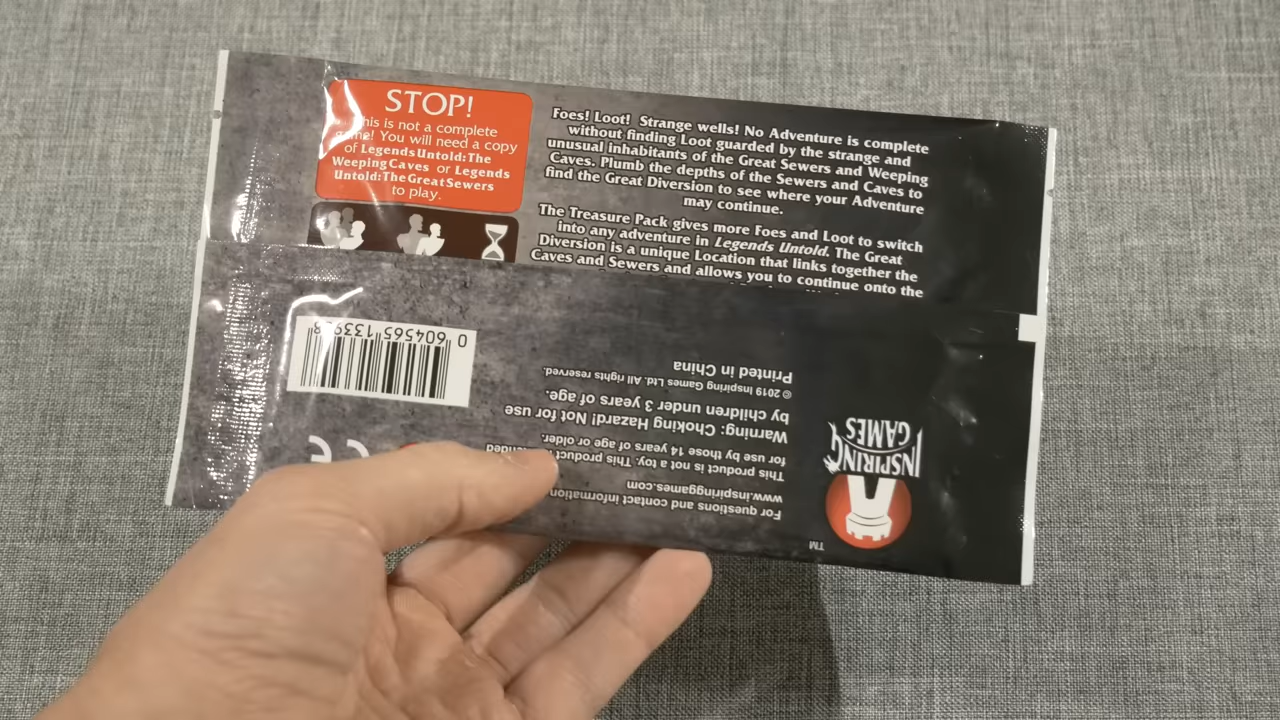 STOP!
This is not a complete
game! You will need a copy
of Legends Untold: The
Weeping Caves or Legends
Untold: The Great Sewers
to play.
Foes! Loot! Strange wells! No Adventure is complete
without finding Loot guarded by the strange and
unusual inhabitants of the Great Sewers and Weeping
Caves. Plumb the depths of the Sewers and Caves to
find the Great Diversion to see where your Adventure
may continue.
The Treasure Pack gives more Foes and Loot to switch
into any adventure in Legends Untold. The Great
Diversion is a unique Location that links together the
Caves and Sewers and allows you to continue onto the
TM
INSPIRING
GAMES
For questions and contact information
www.inspiringgames.com
This product is not a toy. This product
for use by those 14 years of age or older.
Warning: Choking Hazard! Not for use
by children under 3 years of age.
© 2019 Inspiring Games Ltd. All rights reserved.
Printed in China
CE
0 604565 133